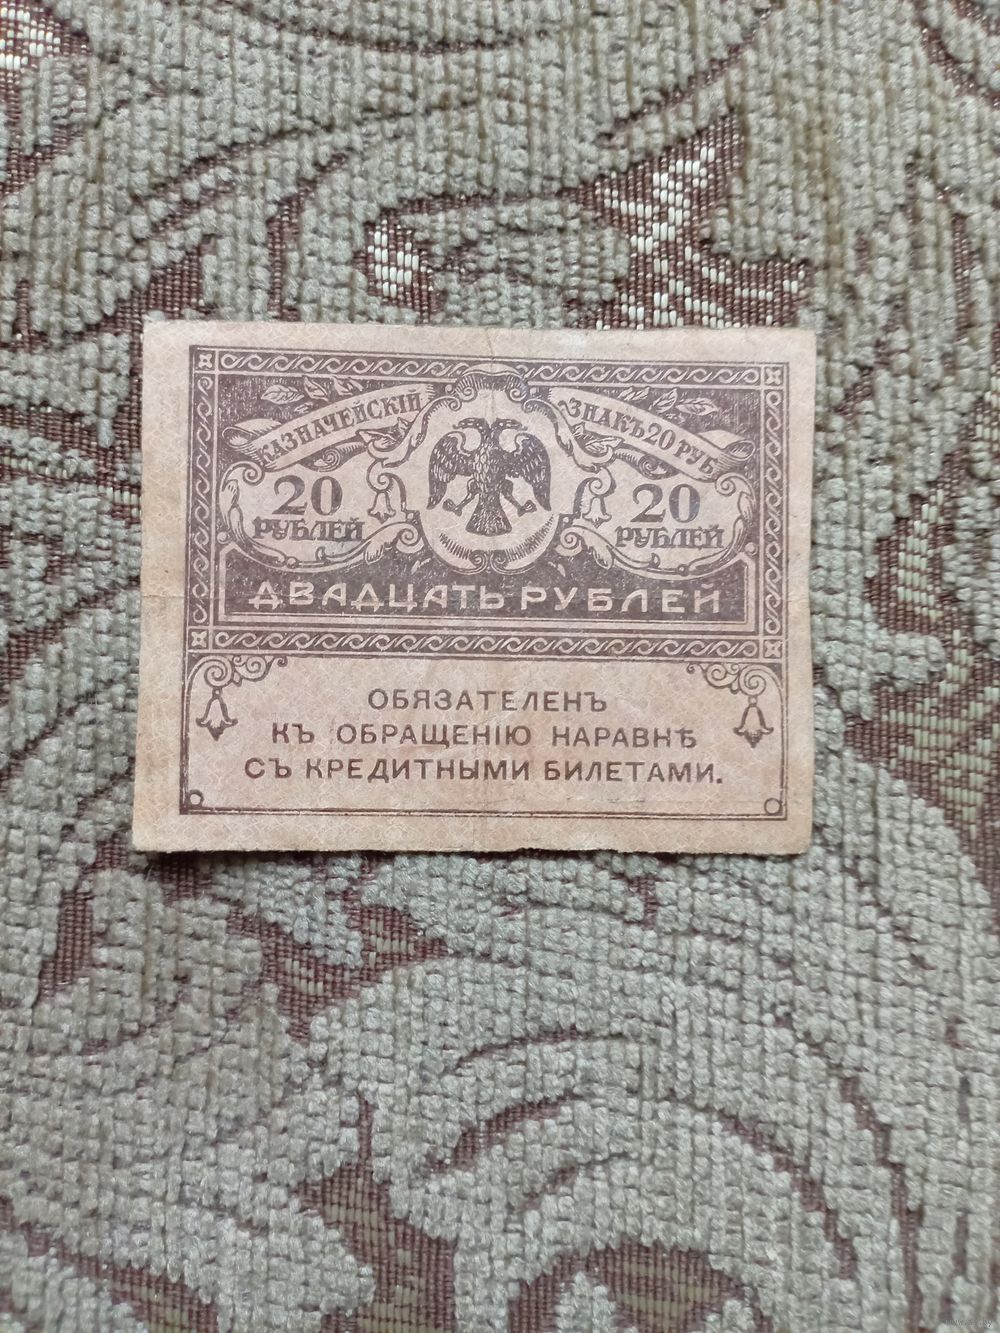 КАЗНАЧЕЙСКІЙ ЗНАКЪ 20 РУБ.
20 РУБЛЕЙ
20 РУБЛЕЙ
ДВАДЦАТЬ РУБЛЕЙ
ОБЯЗАТЕЛЕНЪ
КЪ ОБРАЩЕНІЮ НАРАВНѢ
СЪ КРЕДИТНЫМИ БИЛЕТАМИ.